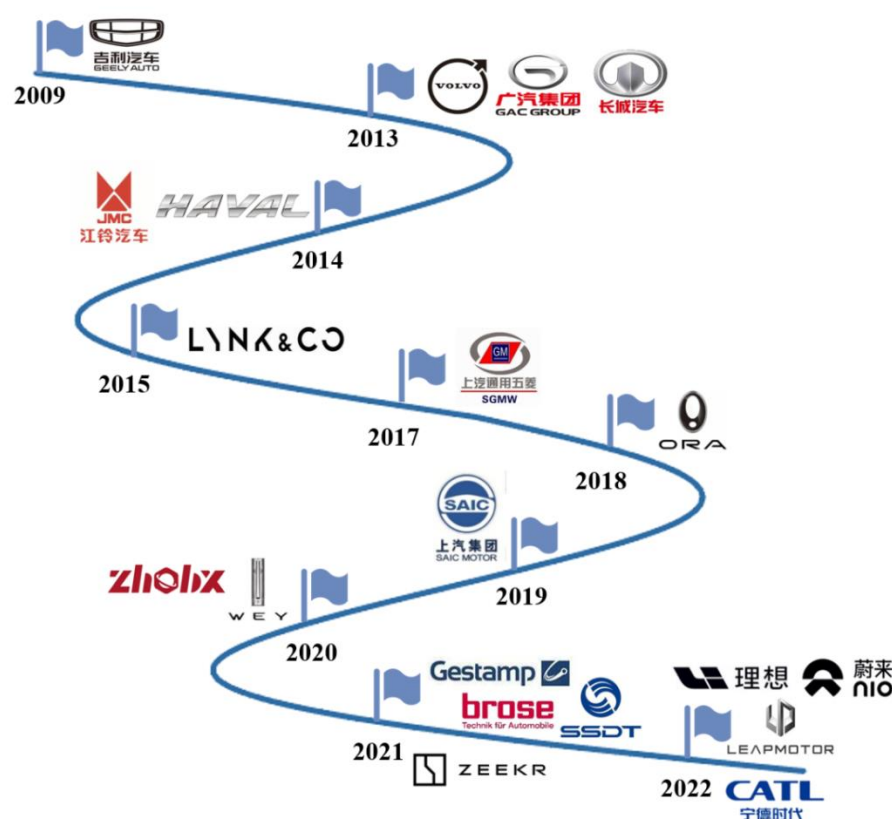 吉利汽车
GEELY AUTO
2009
VOLVO
广汽集团
GAC GROUP
长城汽车
2013
JMC
江铃汽车
HAVAL
2014
LYNK&CO
2015
GM
上汽通用五菱
SGMW
2017
ORA
2018
SAIC
上汽集团
SAIC MOTOR
2019
WEY
2020
Gestamp
brose
Technik für Automobile
SSDT
2021
ZEEKR
理想
蔚来
NIO
LEAPMOTOR
2022
CATL
宁德时代